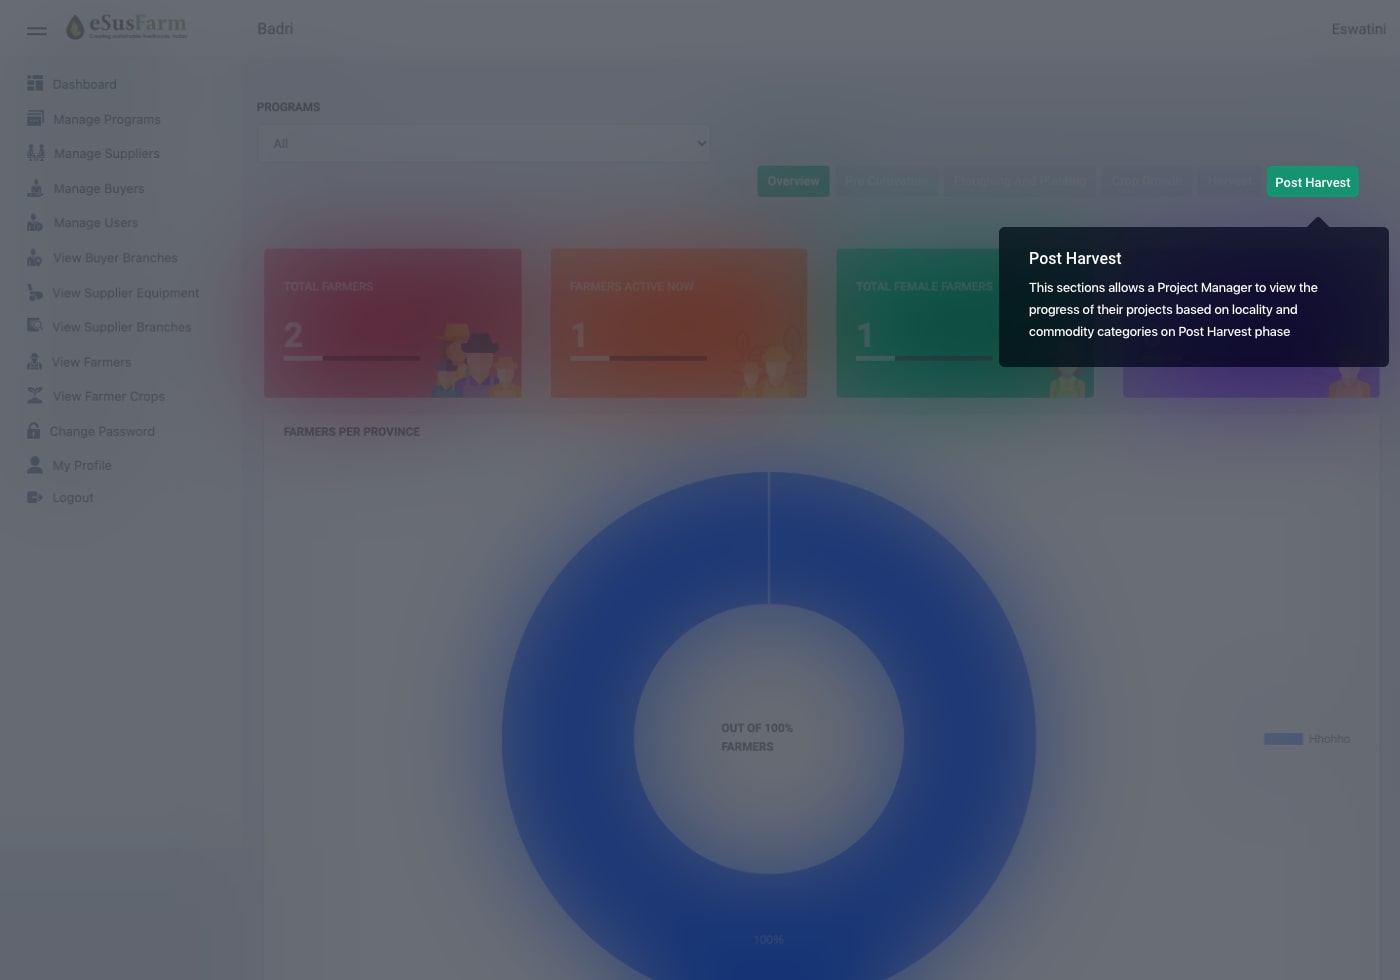 eSusFarm
Badri
Eswatini
Dashboard
Manage Programs
Manage Suppliers
Manage Buyers
Manage Users
View Buyer Branches
View Supplier Equipment
View Supplier Branches
View Farmers
View Farmer Crops
Change Password
My Profile
Logout
PROGRAMS
All
Overview
Pre Cultivation
Ploughing And Planting
Crop Growth
Harvest
Post Harvest
Post Harvest
This sections allows a Project Manager to view the
progress of their projects based on locality and
commodity categories on Post Harvest phase
TOTAL FARMERS
2
FARMERS ACTIVE NOW
1
TOTAL FEMALE FARMERS
1
FARMERS PER PROVINCE
OUT OF 100%
FARMERS
Hhohho
100%